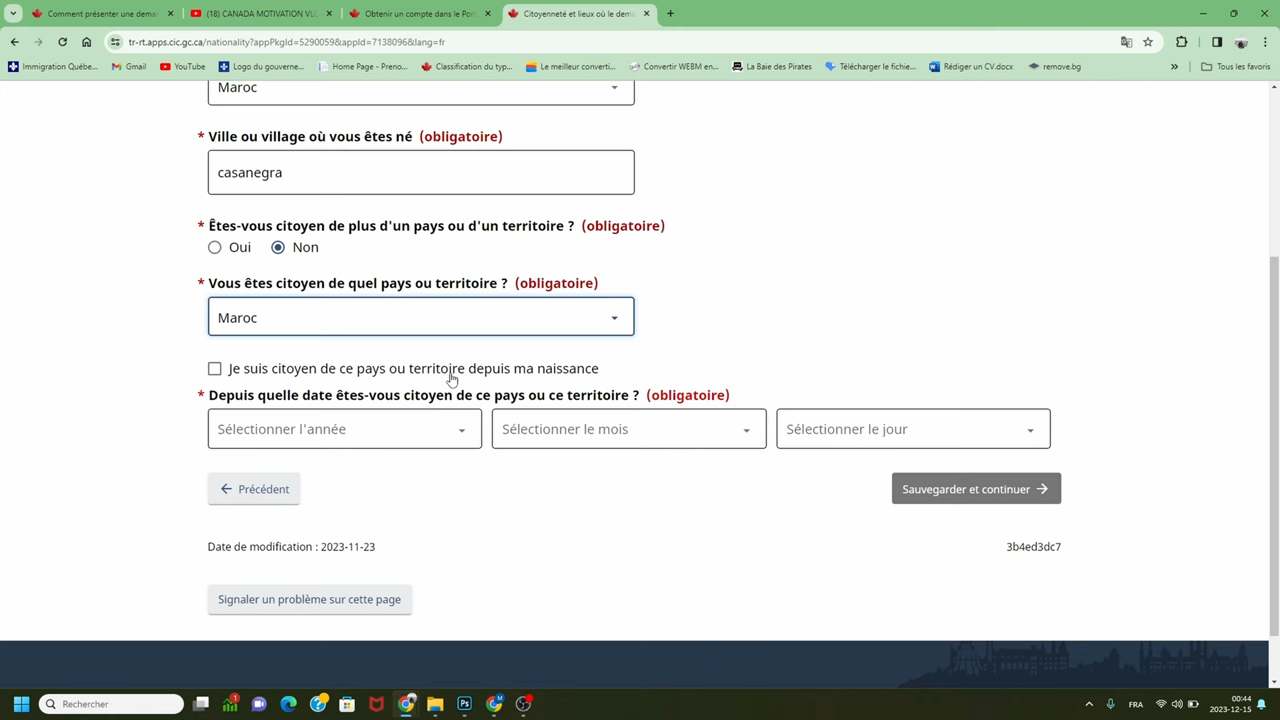 Comment présenter une dema
(18) CANADA MOTIVATION VLO
Obtenir un compte dans le Port
Citoyenneté et lieux où le dema
tr-rt.apps.cic.gc.ca/nationality?appPkgId=5290059&appId=7138096&lang=fr
Immigration Québe...
Gmail
YouTube
Logo du gouverne...
Home Page - Preno...
Classification du typ...
Le meilleur converti...
Convertir WEBM en...
La Baie des Pirates
Télécharger le fichie...
Rédiger un CV.docx
remove.bg
»
Tous les favoris
Maroc
* Ville ou village où vous êtes né (obligatoire)
casanegra
* Êtes-vous citoyen de plus d'un pays ou d'un territoire ? (obligatoire)
Oui Non
* Vous êtes citoyen de quel pays ou territoire ? (obligatoire)
Maroc
Je suis citoyen de ce pays ou territoire depuis ma naissance
* Depuis quelle date êtes-vous citoyen de ce pays ou ce territoire ? (obligatoire)
Sélectionner l'année
Sélectionner le mois
Sélectionner le jour
← Précédent
Sauvegarder et continuer →
Date de modification : 2023-11-23
3b4ed3dc7
Signaler un problème sur cette page
Rechercher
FRA
00:44
2023-12-15